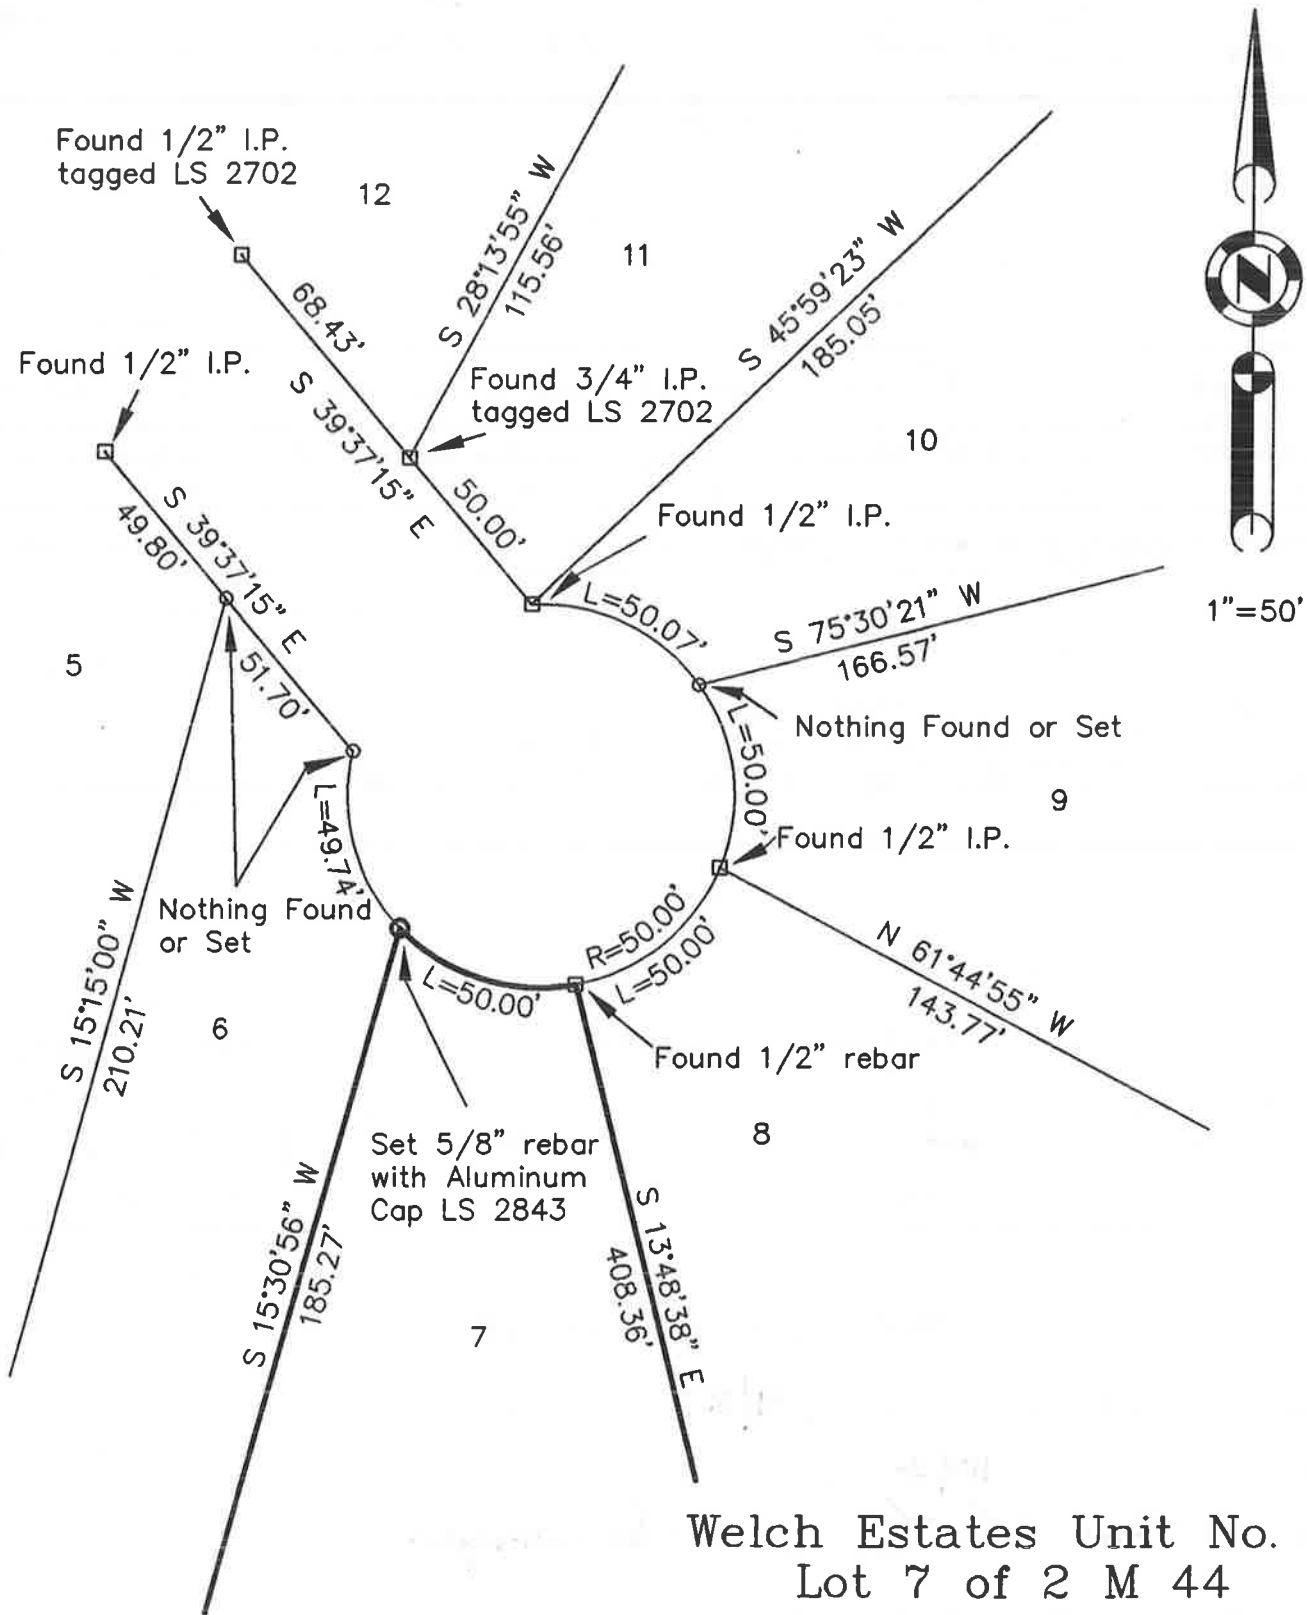 Found 1/2" I.P.
tagged LS 2702
12
S 28°13'55" W
115.56'
11
S 45°59'23" W
185.05'
N
68.43'
S 39°37'15" E
Found 1/2" I.P.
Found 3/4" I.P.
tagged LS 2702
10
50.00'
Found 1/2" I.P.
S 39°37'15" E
49.80'
L=50.07'
S 75°30'21" W
166.57'
1"=50'
5
51.70'
Nothing Found or Set
L=50.00'
9
L=49.74'
Found 1/2" I.P.
Nothing Found
or Set
R=50.00'
L=50.00'
N 61°44'55" W
143.77'
S 15°15'00" W
210.21'
L=50.00'
6
Found 1/2" rebar
8
Set 5/8" rebar
with Aluminum
Cap LS 2843
S 15°30'56" W
185.27'
S 13°48'38" E
408.36'
7
Welch Estates Unit No.
Lot 7 of 2 M 44